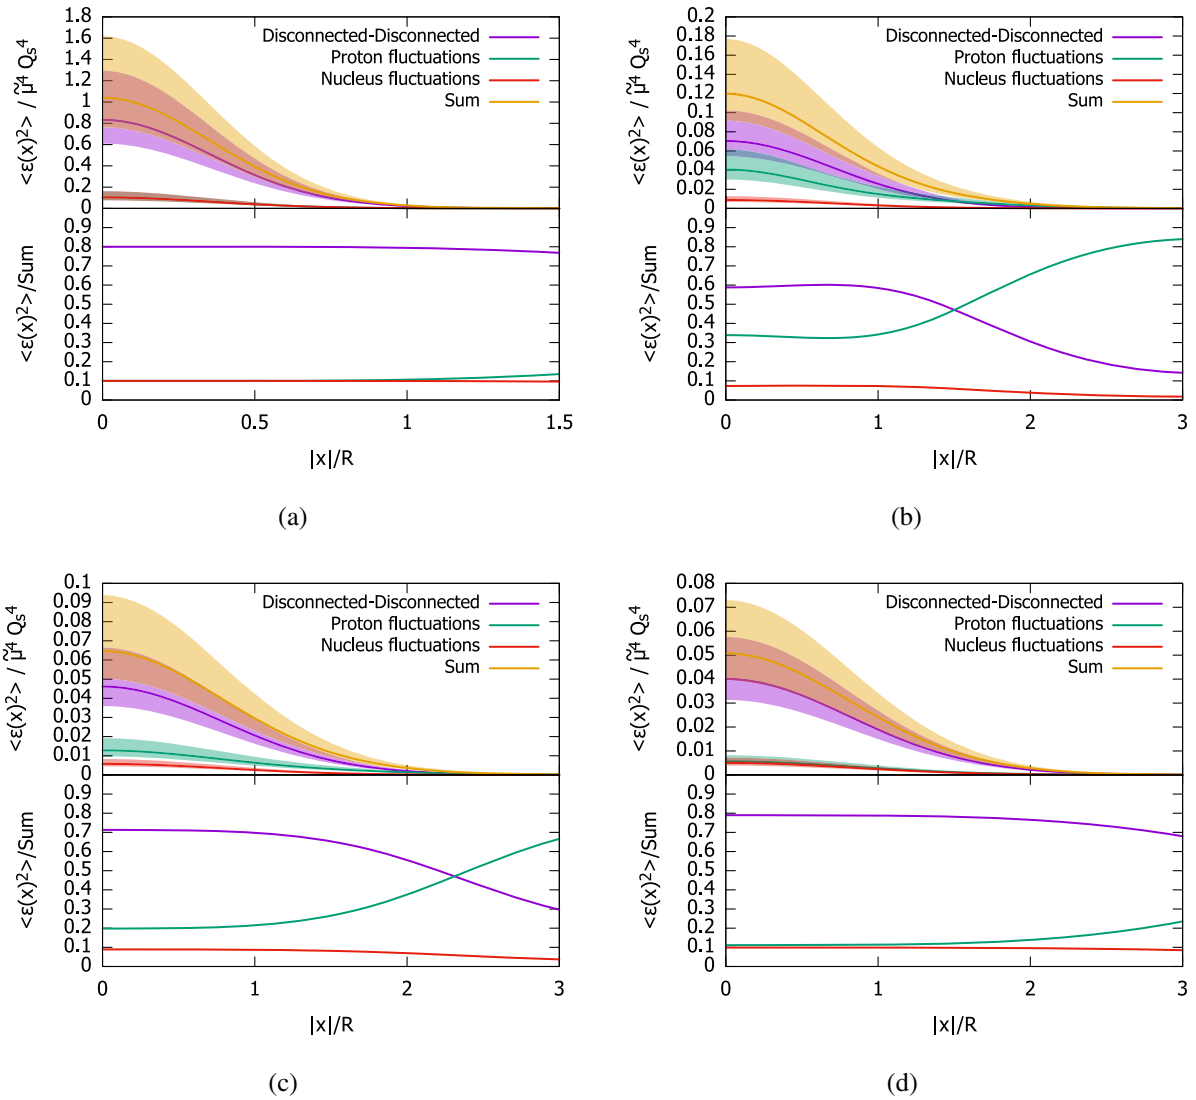 <ε(x)²> / μ̃⁴ Qs⁴
1.8
1.6
1.4
1.2
1
0.8
0.6
0.4
0.2
0
Disconnected-Disconnected
Proton fluctuations
Nucleus fluctuations
Sum
<ε(x)²>/Sum
0.9
0.8
0.7
0.6
0.5
0.4
0.3
0.2
0.1
0
0 0.5 1 1.5
|x|/R
(a)
<ε(x)²> / μ̃⁴ Qs⁴
0.2
0.18
0.16
0.14
0.12
0.1
0.08
0.06
0.04
0.02
0
Disconnected-Disconnected
Proton fluctuations
Nucleus fluctuations
Sum
<ε(x)²>/Sum
0.9
0.8
0.7
0.6
0.5
0.4
0.3
0.2
0.1
0
0 1 2 3
|x|/R
(b)
<ε(x)²> / μ̃⁴ Qs⁴
0.1
0.09
0.08
0.07
0.06
0.05
0.04
0.03
0.02
0.01
0
Disconnected-Disconnected
Proton fluctuations
Nucleus fluctuations
Sum
<ε(x)²>/Sum
0.9
0.8
0.7
0.6
0.5
0.4
0.3
0.2
0.1
0
0 1 2 3
|x|/R
(c)
<ε(x)²> / μ̃⁴ Qs⁴
0.08
0.07
0.06
0.05
0.04
0.03
0.02
0.01
0
Disconnected-Disconnected
Proton fluctuations
Nucleus fluctuations
Sum
<ε(x)²>/Sum
0.9
0.8
0.7
0.6
0.5
0.4
0.3
0.2
0.1
0
0 1 2 3
|x|/R
(d)